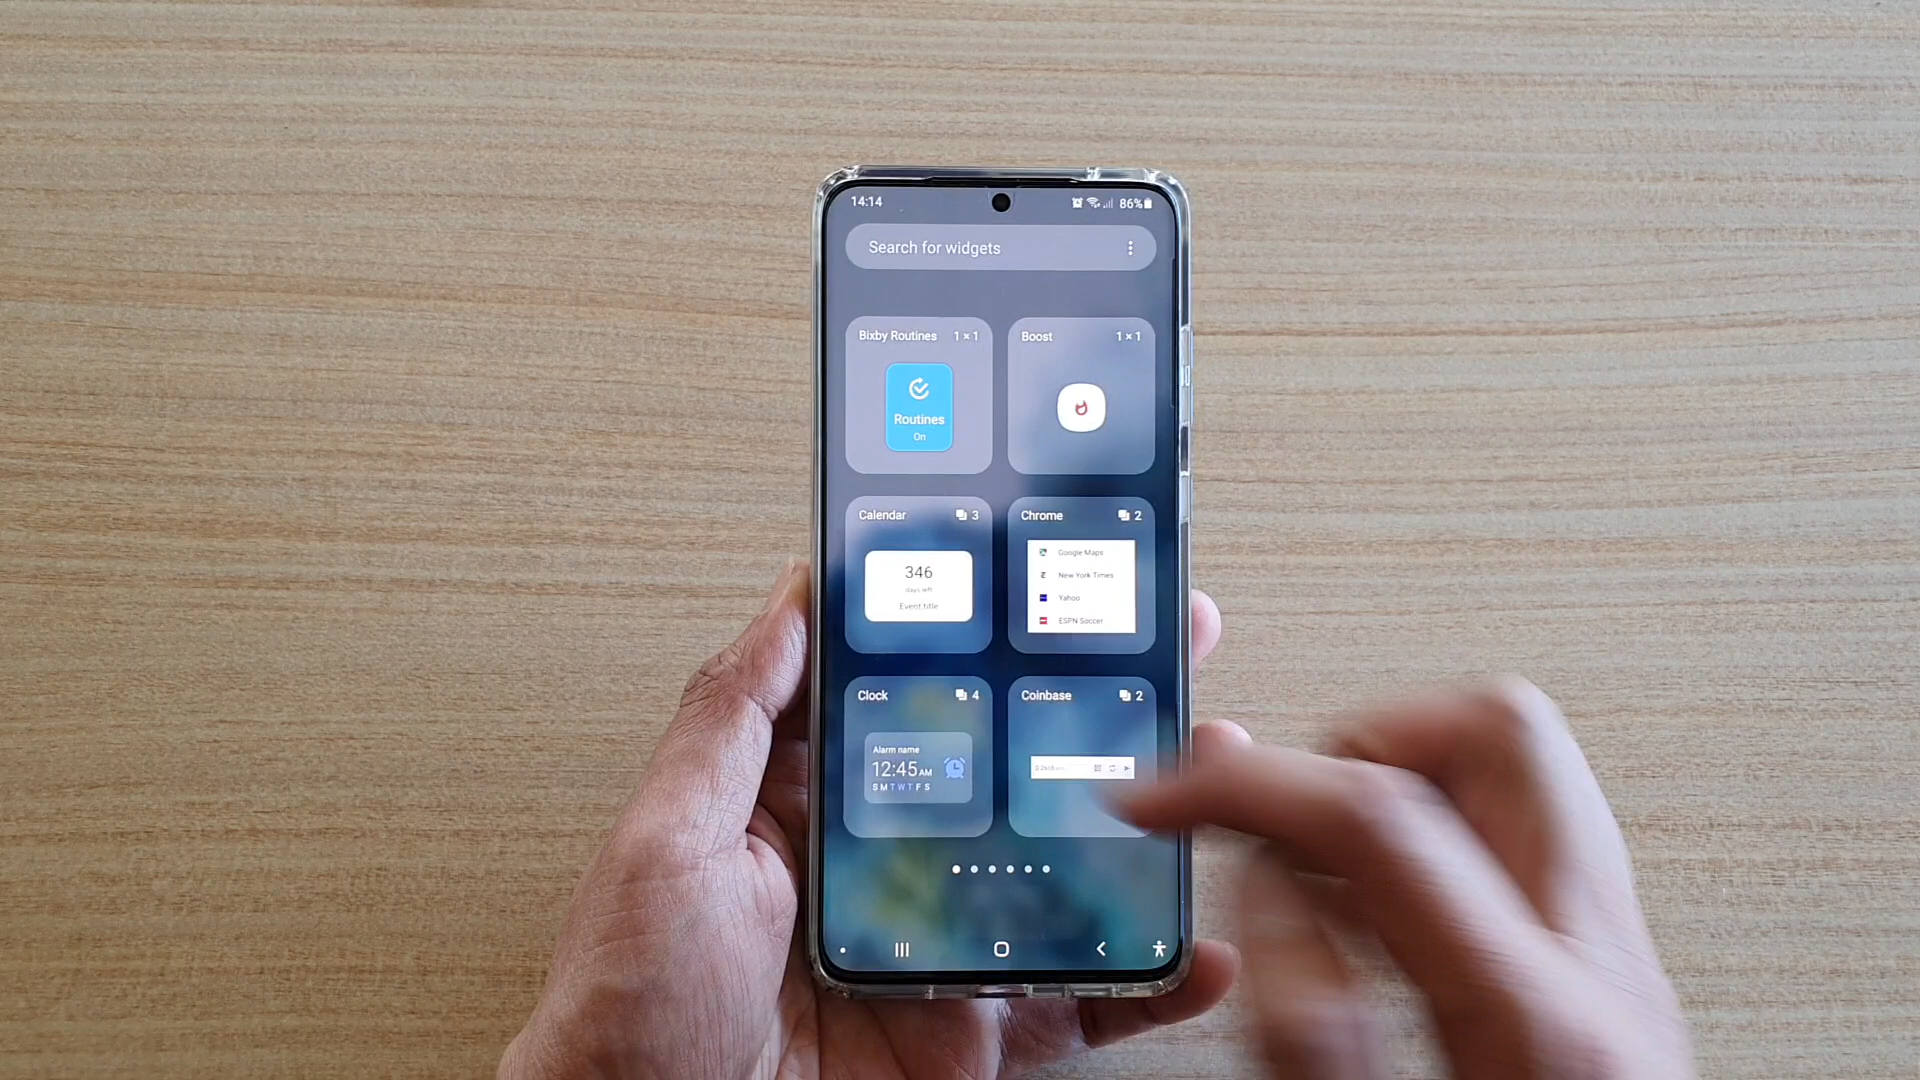 14:14
86%
Search for widgets
Bixby Routines 1 × 1
Routines
On
Boost 1 × 1
Calendar 3
346
days left
Event title
Chrome 2
Google Maps
New York Times
Yahoo
ESPN Soccer
Clock 4
Alarm name
12:45 AM
S M T W T F S
Coinbase 2